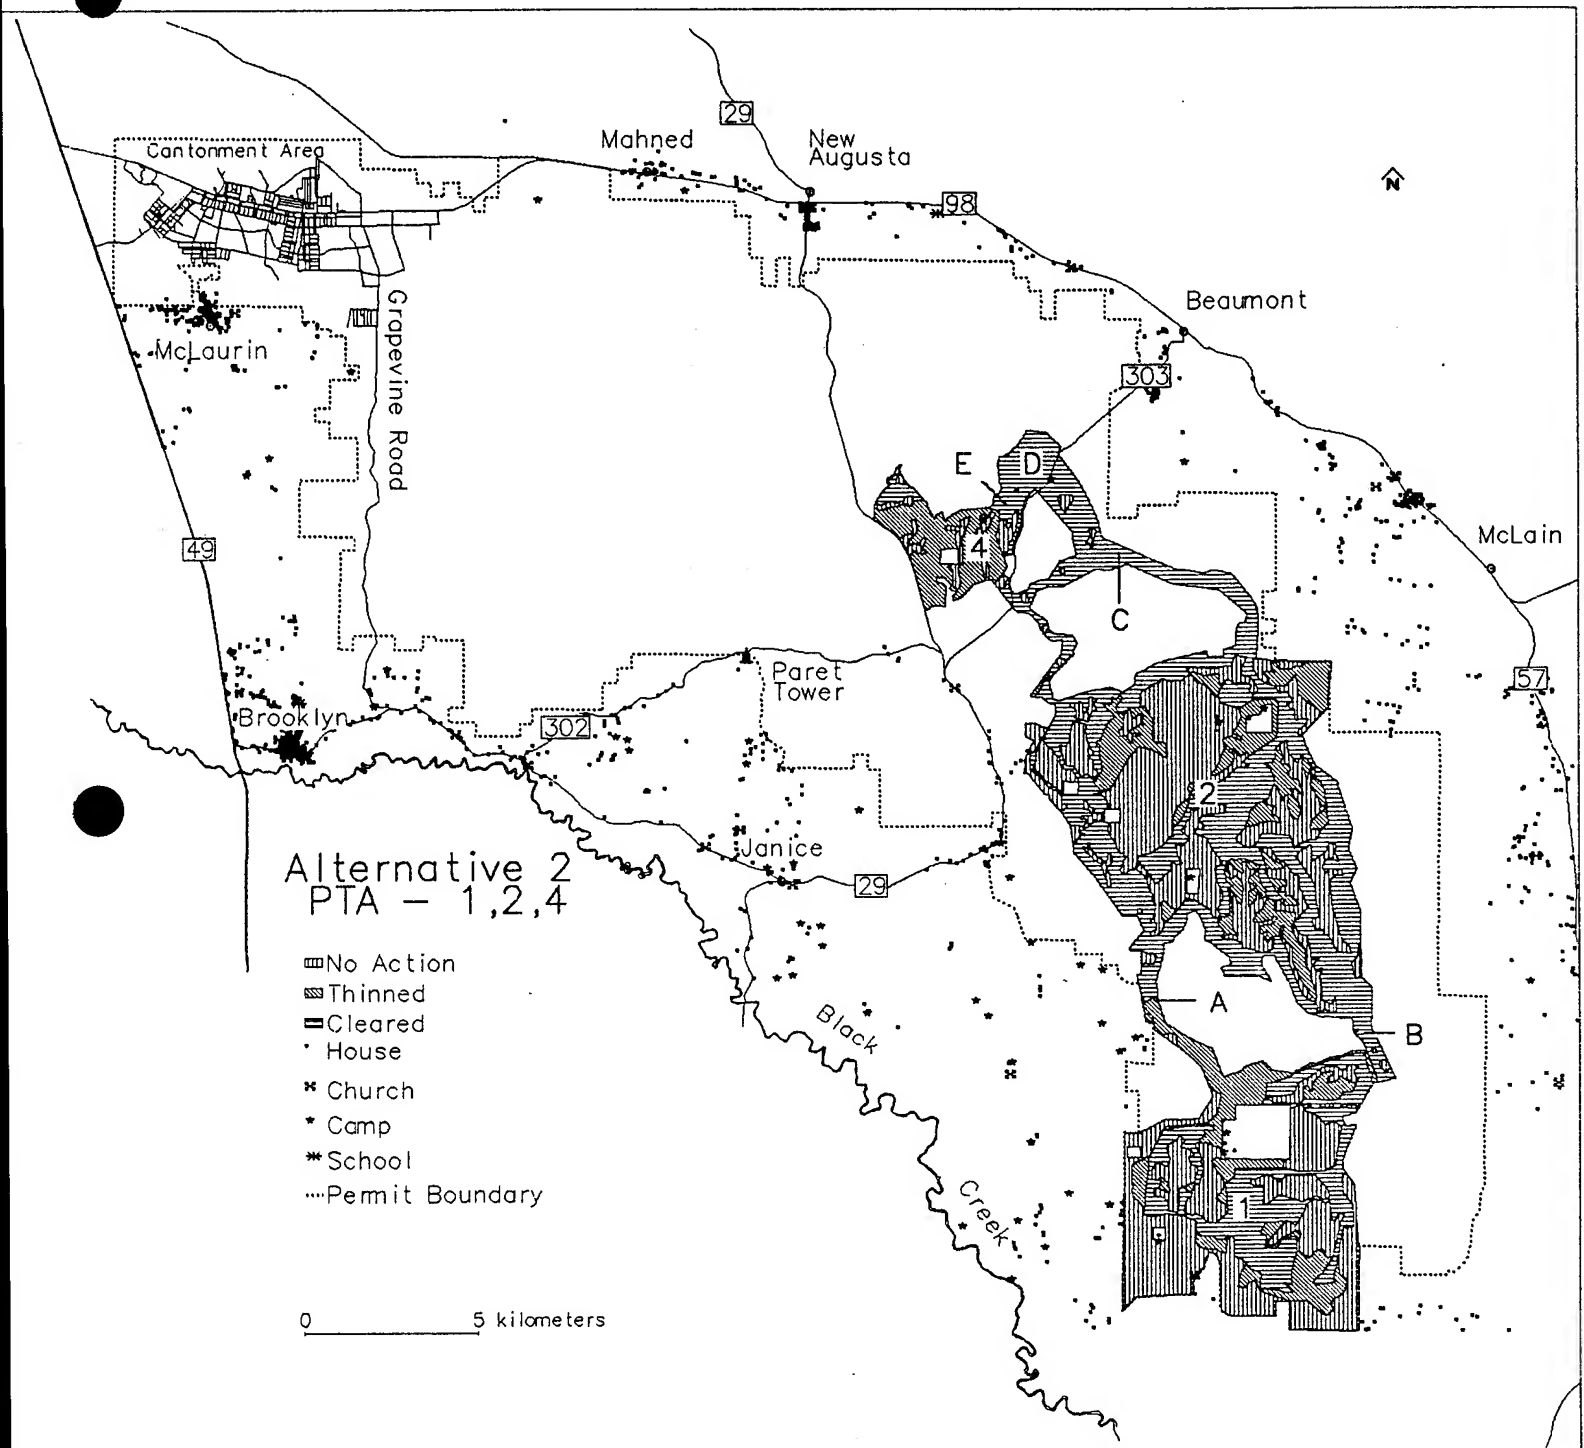 29
Mahned
New
Augusta
Cantonment Area
98
N
Beaumont
McLaurin
Grapevine Road
303
E
D
49
4
McLain
C
Paret
Tower
57
Brooklyn
302
2
Janice
Alternative 2
PTA - 1,2,4
29
No Action
Thinned
Cleared
House
Church
Camp
School
Permit Boundary
A
B
Black
Creek
1
0 5 kilometers